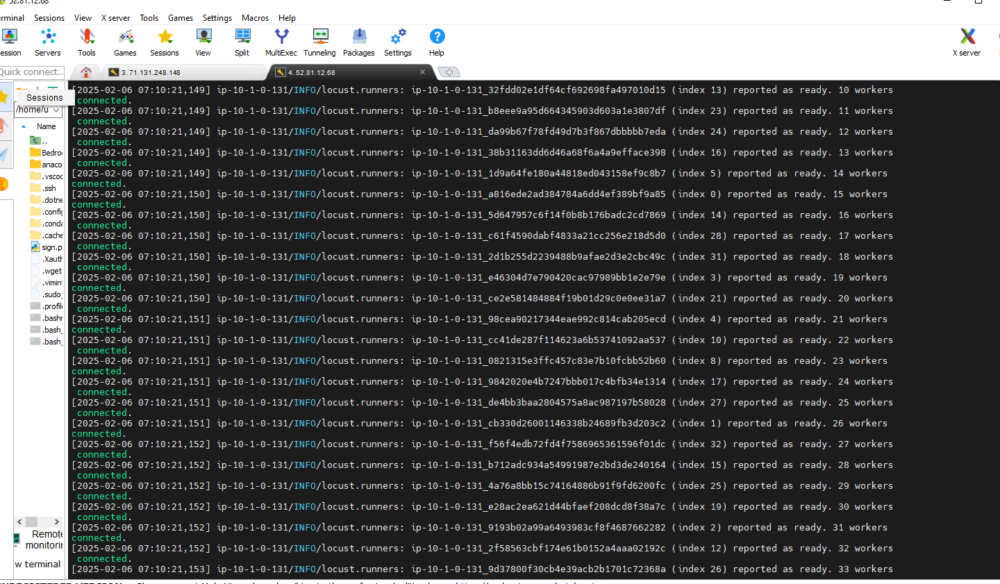 52.81.12.68
erminal Sessions View X server Tools Games Settings Macros Help
ession Servers Tools Games Sessions View Split MultiExec Tunneling Packages Settings Help X server
Quick connect...
3. 71.131.248.148
4. 52.81.12.68
Sessions
/home/u
Name
..
Bedro
anaco
.vscod
.ssh
.dotne
.config
.conda
.cache
sign.p
.Xauth
.wget
.vimin
.sudo_
.profile
.bashr
.bash_
.bash_
Remote
monitorin
w terminal
[2025-02-06 07:10:21,149] ip-10-1-0-131/INFO/locust.runners: ip-10-1-0-131_32fdd02e1df64cf692698fa497010d15 (index 13) reported as ready. 10 workers
connected.
[2025-02-06 07:10:21,149] ip-10-1-0-131/INFO/locust.runners: ip-10-1-0-131_b8eee9a95d664345903d603a1e3807df (index 23) reported as ready. 11 workers
connected.
[2025-02-06 07:10:21,149] ip-10-1-0-131/INFO/locust.runners: ip-10-1-0-131_da99b67f78fd49d7b3f867dbbbbb7eda (index 24) reported as ready. 12 workers
connected.
[2025-02-06 07:10:21,149] ip-10-1-0-131/INFO/locust.runners: ip-10-1-0-131_38b31163dd6d46a68f6a4a9efface398 (index 16) reported as ready. 13 workers
connected.
[2025-02-06 07:10:21,149] ip-10-1-0-131/INFO/locust.runners: ip-10-1-0-131_1d9a64fe180a44818ed043158ef9c8b7 (index 5) reported as ready. 14 workers
connected.
[2025-02-06 07:10:21,150] ip-10-1-0-131/INFO/locust.runners: ip-10-1-0-131_a816ede2ad384784a6dd4ef389bf9a85 (index 0) reported as ready. 15 workers
connected.
[2025-02-06 07:10:21,150] ip-10-1-0-131/INFO/locust.runners: ip-10-1-0-131_5d647957c6f14f0b8b176badc2cd7869 (index 14) reported as ready. 16 workers
connected.
[2025-02-06 07:10:21,150] ip-10-1-0-131/INFO/locust.runners: ip-10-1-0-131_c61f4590dabf4833a21cc256e218d5d0 (index 28) reported as ready. 17 workers
connected.
[2025-02-06 07:10:21,150] ip-10-1-0-131/INFO/locust.runners: ip-10-1-0-131_2d1b255d2239488b9afae2d3e2cbc49c (index 31) reported as ready. 18 workers
connected.
[2025-02-06 07:10:21,150] ip-10-1-0-131/INFO/locust.runners: ip-10-1-0-131_e46304d7e790420cac97989bb1e2e79e (index 3) reported as ready. 19 workers
connected.
[2025-02-06 07:10:21,150] ip-10-1-0-131/INFO/locust.runners: ip-10-1-0-131_ce2e581484884f19b01d29c0e0ee31a7 (index 21) reported as ready. 20 workers
connected.
[2025-02-06 07:10:21,151] ip-10-1-0-131/INFO/locust.runners: ip-10-1-0-131_98cea90217344eae992c814cab205ecd (index 4) reported as ready. 21 workers
connected.
[2025-02-06 07:10:21,151] ip-10-1-0-131/INFO/locust.runners: ip-10-1-0-131_cc41de287f114623a6b53741092aa537 (index 10) reported as ready. 22 workers
connected.
[2025-02-06 07:10:21,151] ip-10-1-0-131/INFO/locust.runners: ip-10-1-0-131_0821315e3ffc457c83e7b10fcbb52b60 (index 8) reported as ready. 23 workers
connected.
[2025-02-06 07:10:21,151] ip-10-1-0-131/INFO/locust.runners: ip-10-1-0-131_9842020e4b7247bbb017c4bfb34e1314 (index 17) reported as ready. 24 workers
connected.
[2025-02-06 07:10:21,151] ip-10-1-0-131/INFO/locust.runners: ip-10-1-0-131_de4bb3baa2804575a8ac987197b58028 (index 27) reported as ready. 25 workers
connected.
[2025-02-06 07:10:21,151] ip-10-1-0-131/INFO/locust.runners: ip-10-1-0-131_cb330d26001146338b24689fb3d203c2 (index 1) reported as ready. 26 workers
connected.
[2025-02-06 07:10:21,152] ip-10-1-0-131/INFO/locust.runners: ip-10-1-0-131_f56f4edb72fd4f7586965361596f01dc (index 32) reported as ready. 27 workers
connected.
[2025-02-06 07:10:21,152] ip-10-1-0-131/INFO/locust.runners: ip-10-1-0-131_b712adc934a54991987e2bd3de240164 (index 15) reported as ready. 28 workers
connected.
[2025-02-06 07:10:21,152] ip-10-1-0-131/INFO/locust.runners: ip-10-1-0-131_4a76a8bb15c74164886b91f9fd6200fc (index 25) reported as ready. 29 workers
connected.
[2025-02-06 07:10:21,152] ip-10-1-0-131/INFO/locust.runners: ip-10-1-0-131_e28ac2ea621d44bfaef208dcd8f38a7c (index 19) reported as ready. 30 workers
connected.
[2025-02-06 07:10:21,152] ip-10-1-0-131/INFO/locust.runners: ip-10-1-0-131_9193b02a99a6493983cf8f4687662282 (index 2) reported as ready. 31 workers
connected.
[2025-02-06 07:10:21,152] ip-10-1-0-131/INFO/locust.runners: ip-10-1-0-131_2f58563cbf174e61b0152a4aaa02192c (index 12) reported as ready. 32 workers
connected.
[2025-02-06 07:10:21,153] ip-10-1-0-131/INFO/locust.runners: ip-10-1-0-131_9d37800f30cb4e39acb2b1701c72368a (index 26) reported as ready. 33 workers